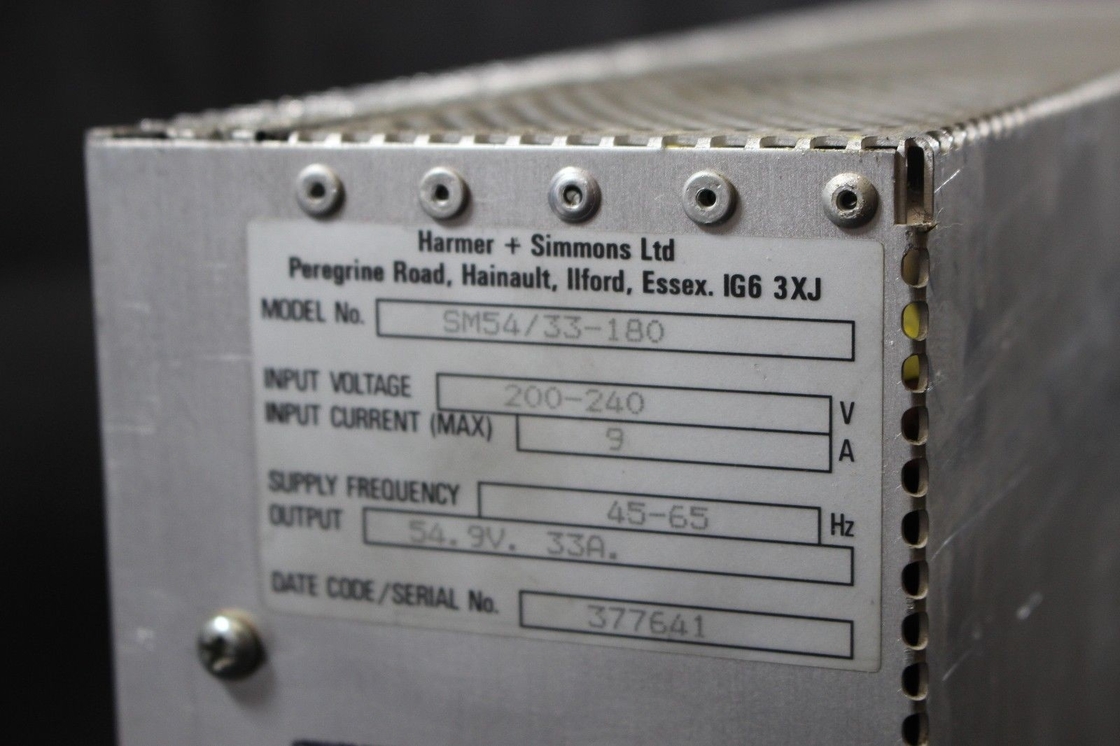 Harmer + Simmons Ltd
Peregrine Road, Hainault, Ilford, Essex. IG6 3XJ
MODEL No. SM54/33-180
INPUT VOLTAGE 200-240 V
INPUT CURRENT (MAX) 9 A
SUPPLY FREQUENCY 45-65 Hz
OUTPUT 54.9V. 33A.
DATE CODE/SERIAL No. 377641